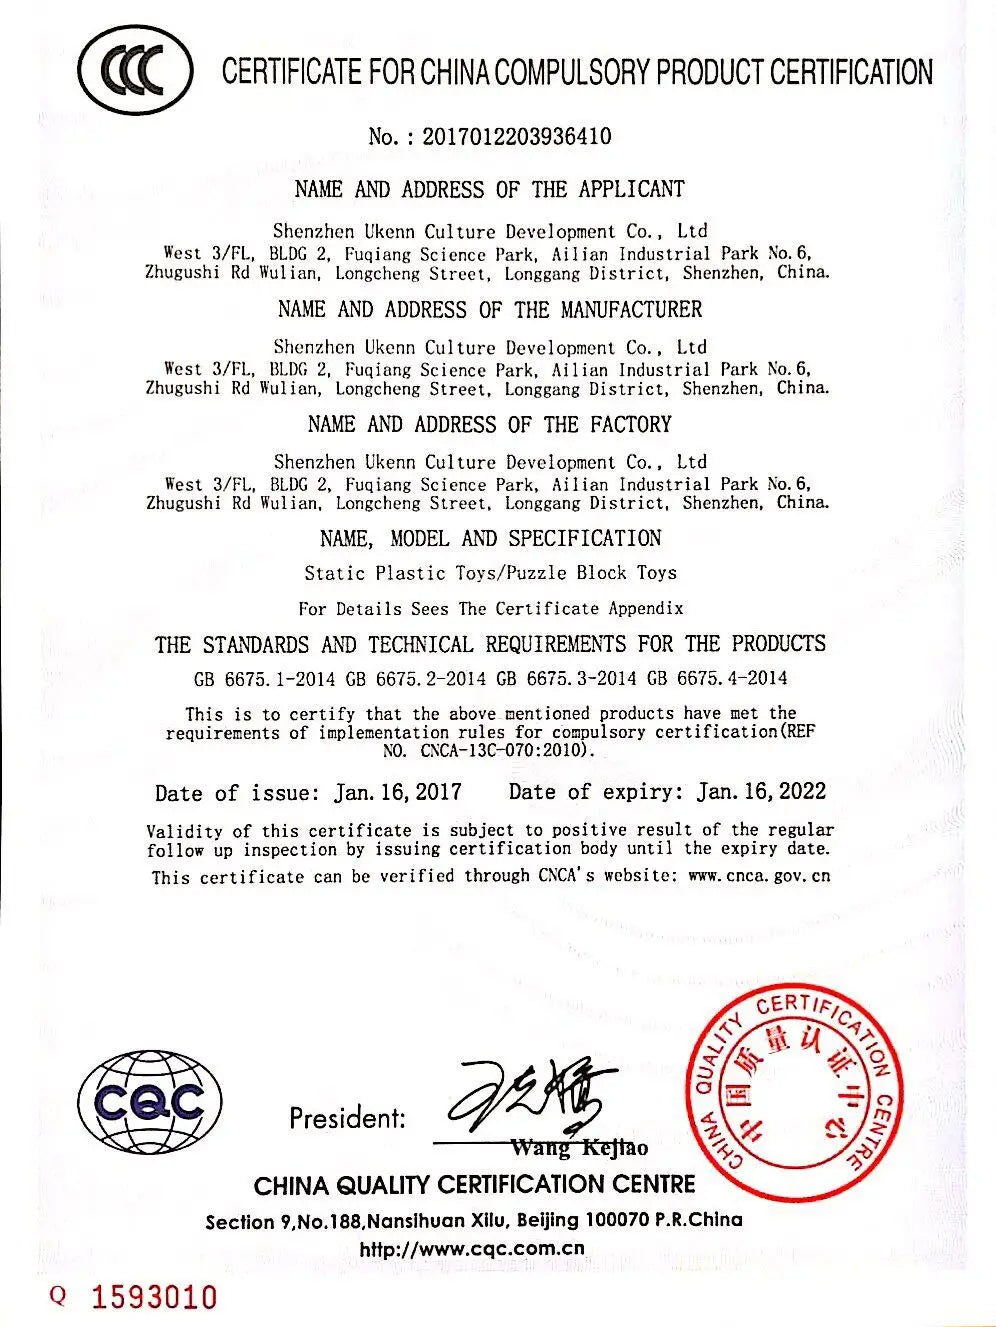 CCC
CERTIFICATE FOR CHINA COMPULSORY PRODUCT CERTIFICATION
No. : 2017012203936410
NAME AND ADDRESS OF THE APPLICANT
Shenzhen Ukenn Culture Development Co., Ltd
West 3/FL, BLDG 2, Fuqiang Science Park, Ailian Industrial Park No.6,
Zhugushi Rd Wulian, Longcheng Street, Longgang District, Shenzhen, China.
NAME AND ADDRESS OF THE MANUFACTURER
Shenzhen Ukenn Culture Development Co., Ltd
West 3/FL, BLDG 2, Fuqiang Science Park, Ailian Industrial Park No.6,
Zhugushi Rd Wulian, Longcheng Street, Longgang District, Shenzhen, China.
NAME AND ADDRESS OF THE FACTORY
Shenzhen Ukenn Culture Development Co., Ltd
West 3/FL, BLDG 2, Fuqiang Science Park, Ailian Industrial Park No.6,
Zhugushi Rd Wulian, Longcheng Street, Longgang District, Shenzhen, China.
NAME, MODEL AND SPECIFICATION
Static Plastic Toys/Puzzle Block Toys
For Details Sees The Certificate Appendix
THE STANDARDS AND TECHNICAL REQUIREMENTS FOR THE PRODUCTS
GB 6675.1-2014 GB 6675.2-2014 GB 6675.3-2014 GB 6675.4-2014
This is to certify that the above mentioned products have met the
requirements of implementation rules for compulsory certification(REF
NO. CNCA-13C-070:2010).
Date of issue: Jan.16,2017 Date of expiry: Jan.16,2022
Validity of this certificate is subject to positive result of the regular
follow up inspection by issuing certification body until the expiry date.
This certificate can be verified through CNCA's website: www.cnca.gov.cn
CHINA QUALITY CERTIFICATION CENTRE
中国质量认证中心
CQC
President:
Wang Kejiao
CHINA QUALITY CERTIFICATION CENTRE
Section 9,No.188,Nansihuan Xilu, Beijing 100070 P.R.China
http://www.cqc.com.cn
Q 1593010